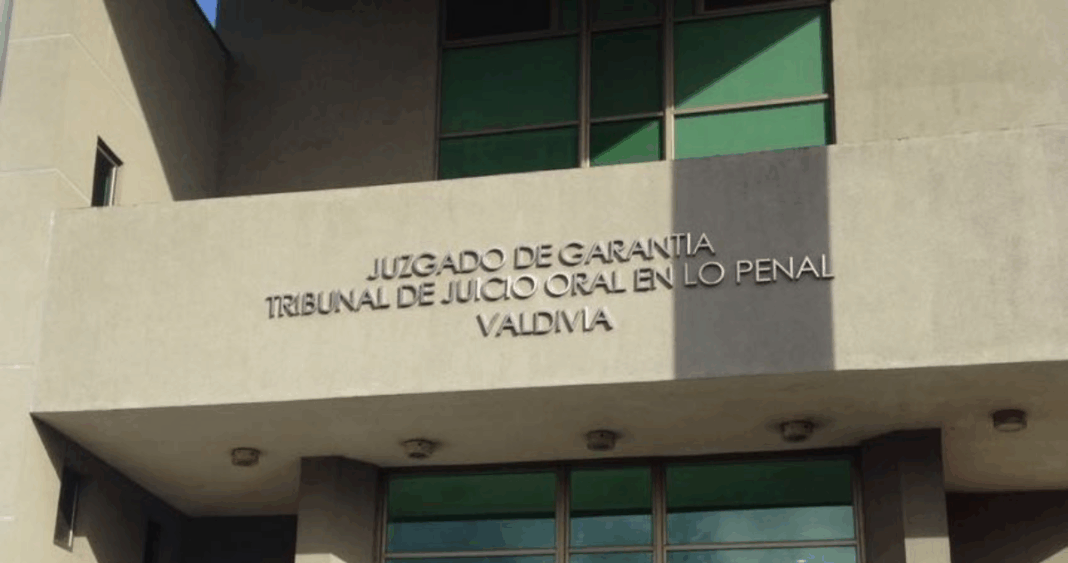 JUZGADO DE GARANTIA
TRIBUNAL DE JUICIO ORAL EN LO PENAL
VALDIVIA